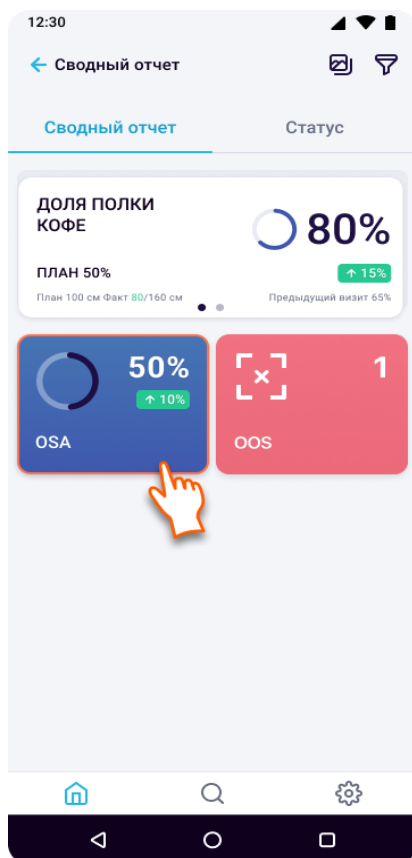 12:30
Сводный отчет
Сводный отчет Статус
ДОЛЯ ПОЛКИ
КОФЕ
80%
ПЛАН 50%
↑ 15%
План 100 см Факт 80/160 см
Предыдущий визит 65%
50%
↑ 10%
OSA
1
OOS